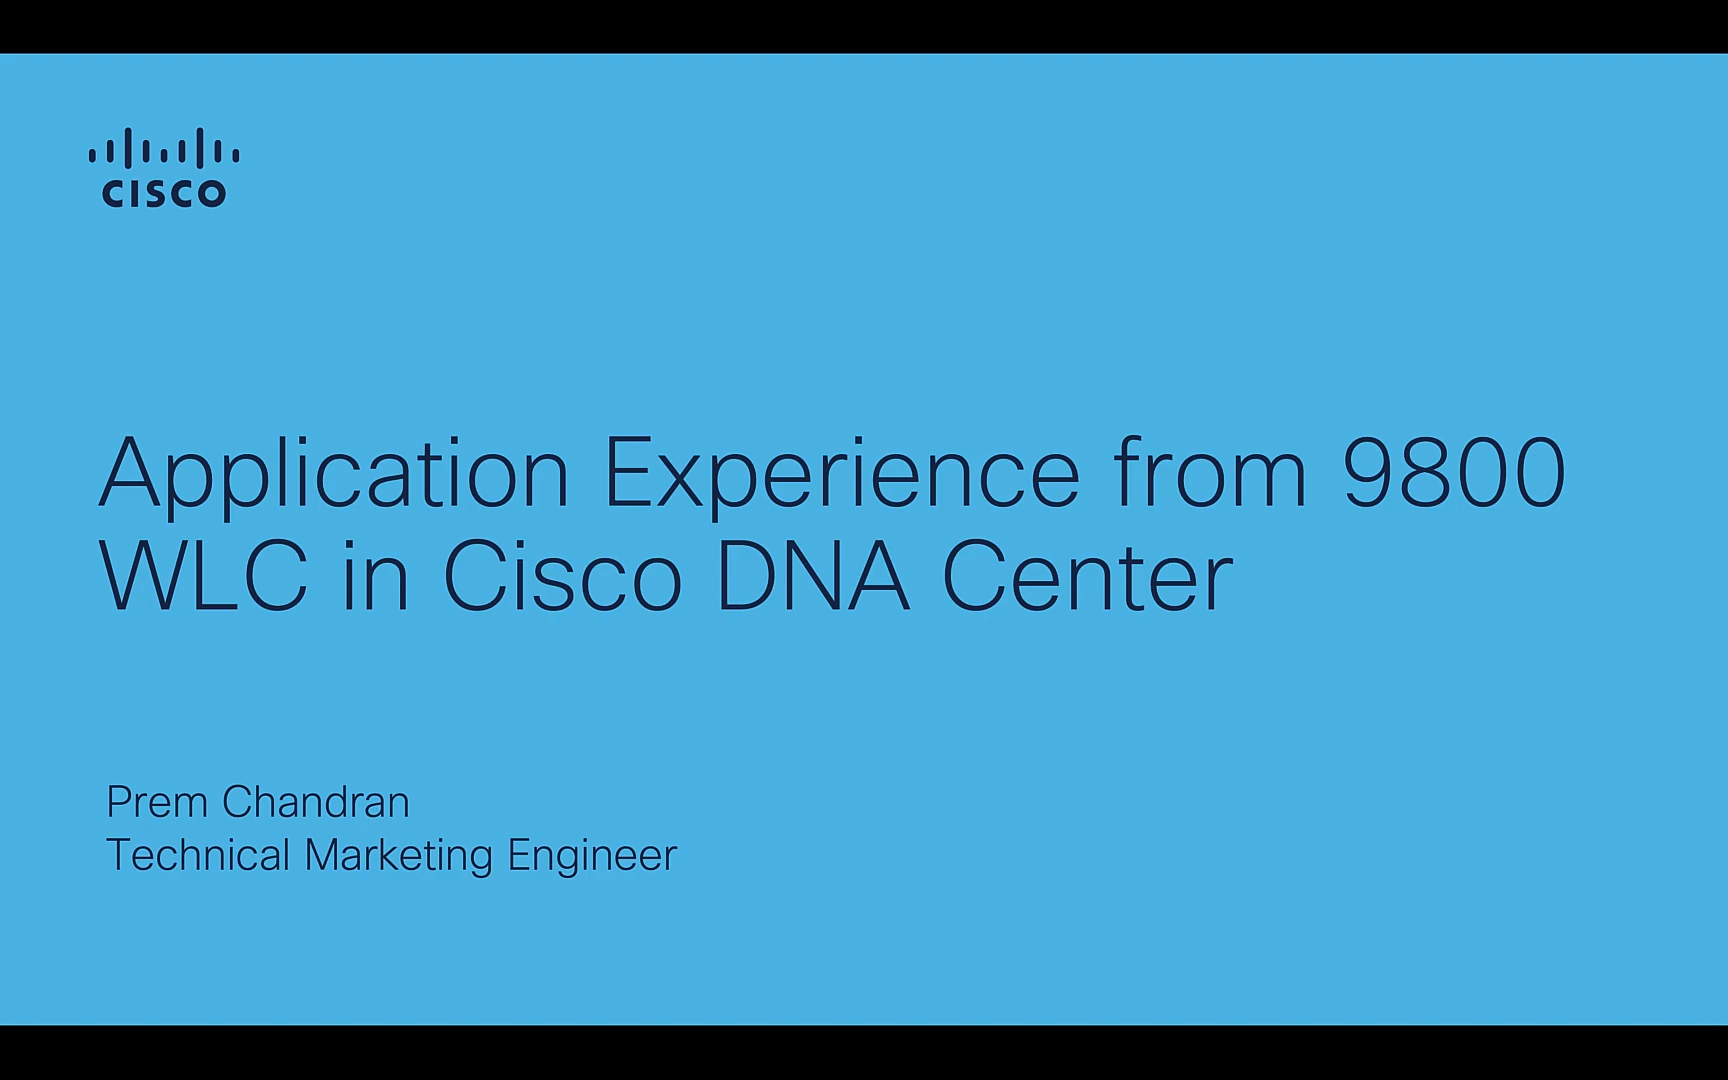 CISCO
Application Experience from 9800
WLC in Cisco DNA Center
Prem Chandran
Technical Marketing Engineer